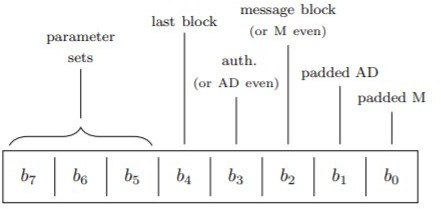 message block
(or M even)
last block
parameter
sets
auth.
(or AD even)
padded AD
padded M
b7 b6 b5 b4 b3 b2 b1 b0